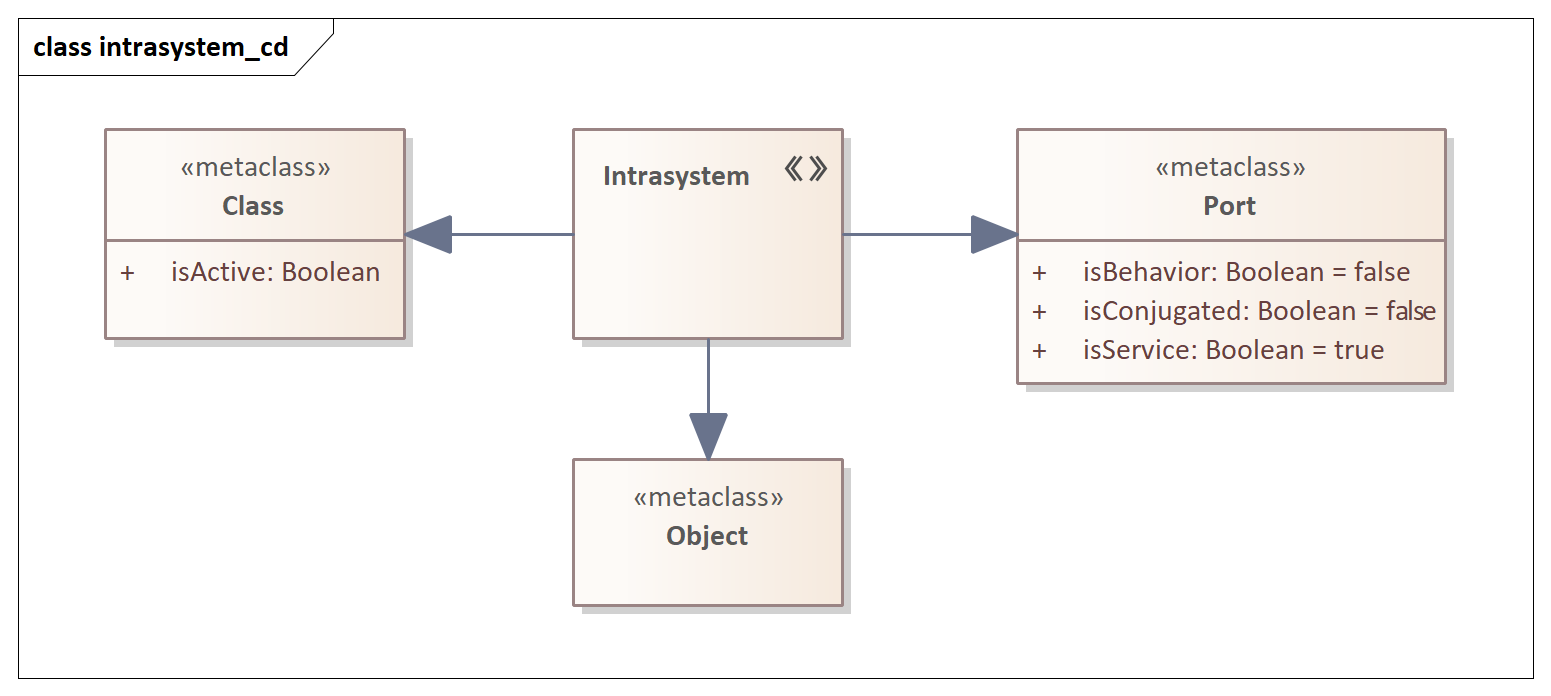 class intrasystem_cd
«metaclass»
Class
+ isActive: Boolean
Intrasystem «»
«metaclass»
Port
+ isBehavior: Boolean = false
+ isConjugated: Boolean = false
+ isService: Boolean = true
«metaclass»
Object